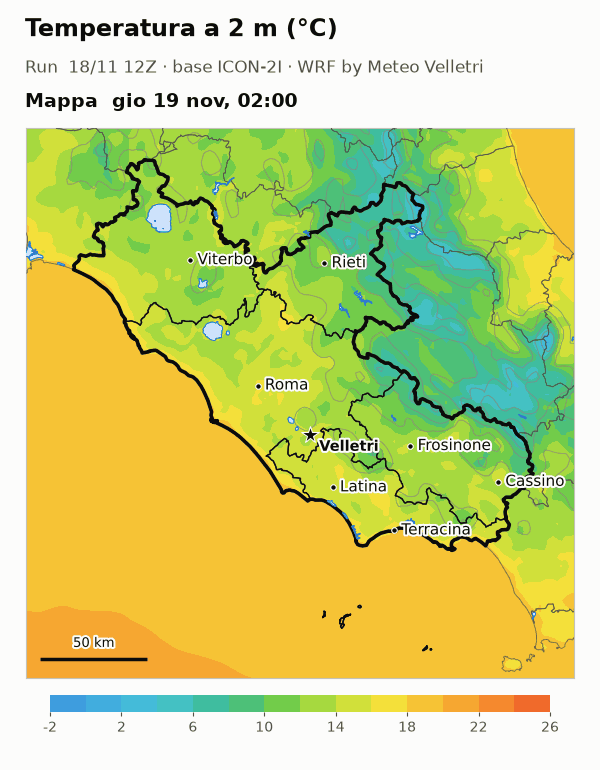 Temperatura a 2 m (°C)
Run  18/11 12Z · base ICON-2I · WRF by Meteo Velletri
Mappa  gio 19 nov, 02:00
Viterbo
Rieti
Roma
Velletri
Frosinone
Cassino
Latina
Terracina
50 km
-2 2 6 10 14 18 22 26